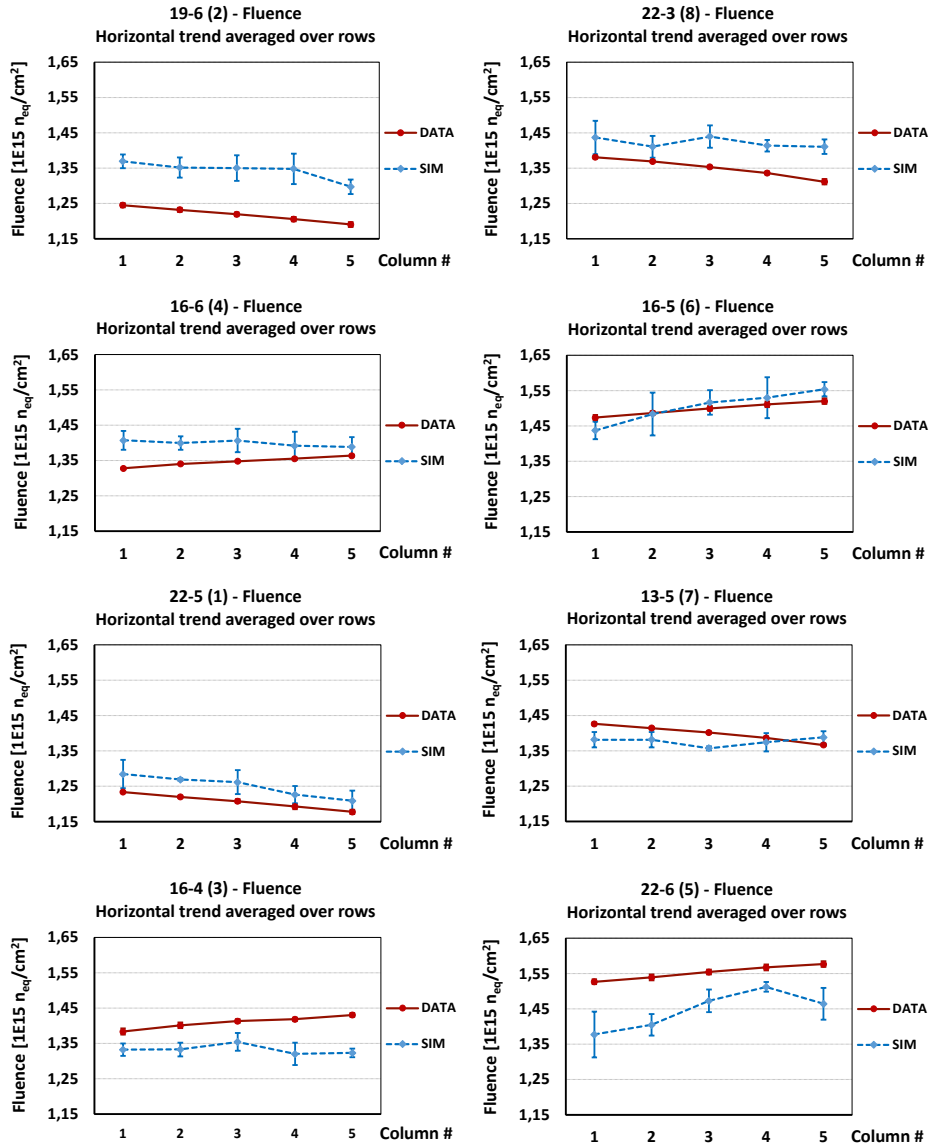 19-6 (2) - Fluence
Horizontal trend averaged over rows
Fluence [1E15 n_eq/cm²]
1,65
1,55
1,45
1,35
1,25
1,15
1 2 3 4 5 Column #
DATA
SIM
22-3 (8) - Fluence
Horizontal trend averaged over rows
Fluence [1E15 n_eq/cm²]
1,65
1,55
1,45
1,35
1,25
1,15
1 2 3 4 5 Column #
DATA
SIM
16-6 (4) - Fluence
Horizontal trend averaged over rows
Fluence [1E15 n_eq/cm²]
1,65
1,55
1,45
1,35
1,25
1,15
1 2 3 4 5 Column #
DATA
SIM
16-5 (6) - Fluence
Horizontal trend averaged over rows
Fluence [1E15 n_eq/cm²]
1,65
1,55
1,45
1,35
1,25
1,15
1 2 3 4 5 Column #
DATA
SIM
22-5 (1) - Fluence
Horizontal trend averaged over rows
Fluence [1E15 n_eq/cm²]
1,65
1,55
1,45
1,35
1,25
1,15
1 2 3 4 5 Column #
DATA
SIM
13-5 (7) - Fluence
Horizontal trend averaged over rows
Fluence [1E15 n_eq/cm²]
1,65
1,55
1,45
1,35
1,25
1,15
1 2 3 4 5 Column #
DATA
SIM
16-4 (3) - Fluence
Horizontal trend averaged over rows
Fluence [1E15 n_eq/cm²]
1,65
1,55
1,45
1,35
1,25
1,15
1 2 3 4 5 Column #
DATA
SIM
22-6 (5) - Fluence
Horizontal trend averaged over rows
Fluence [1E15 n_eq/cm²]
1,65
1,55
1,45
1,35
1,25
1,15
1 2 3 4 5 Column #
DATA
SIM